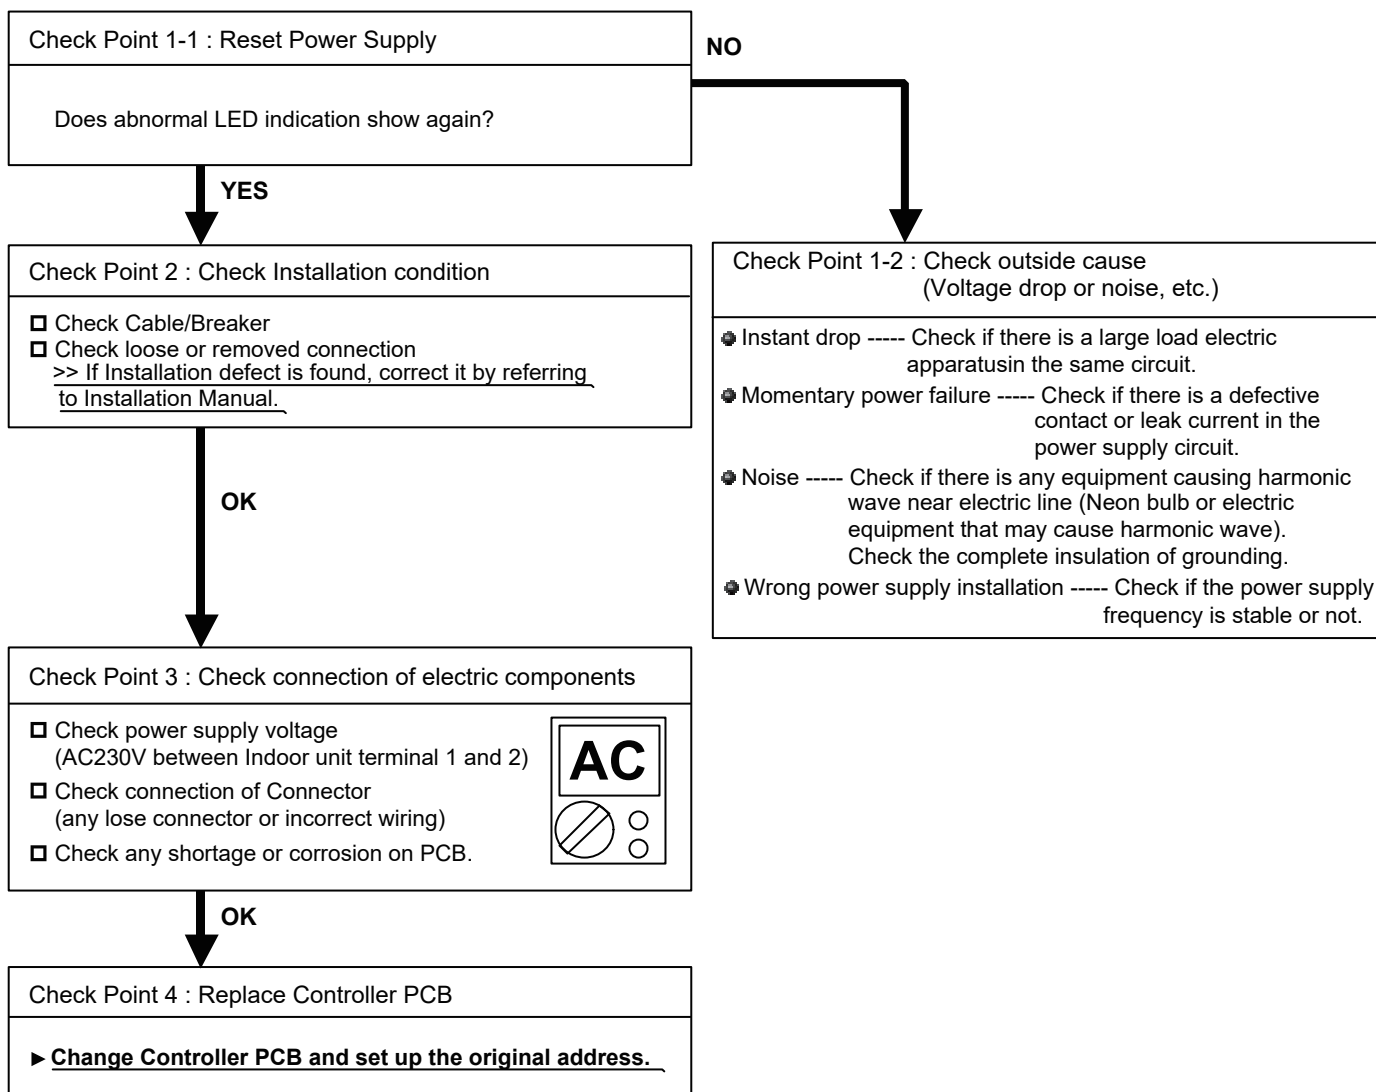 Check Point 1-1 : Reset Power Supply
Does abnormal LED indication show again?
NO
YES
Check Point 1-2 : Check outside cause
(Voltage drop or noise, etc.)
Instant drop ----- Check if there is a large load electric
apparatusin the same circuit.
Momentary power failure ----- Check if there is a defective
contact or leak current in the
power supply circuit.
Noise ----- Check if there is any equipment causing harmonic
wave near electric line (Neon bulb or electric
equipment that may cause harmonic wave).
Check the complete insulation of grounding.
Wrong power supply installation ----- Check if the power supply
frequency is stable or not.
Check Point 2 : Check Installation condition
Check Cable/Breaker
Check loose or removed connection
>> If Installation defect is found, correct it by referring
to Installation Manual.
OK
Check Point 3 : Check connection of electric components
Check power supply voltage
(AC230V between Indoor unit terminal 1 and 2)
Check connection of Connector
(any lose connector or incorrect wiring)
Check any shortage or corrosion on PCB.
AC
OK
Check Point 4 : Replace Controller PCB
►Change Controller PCB and set up the original address.